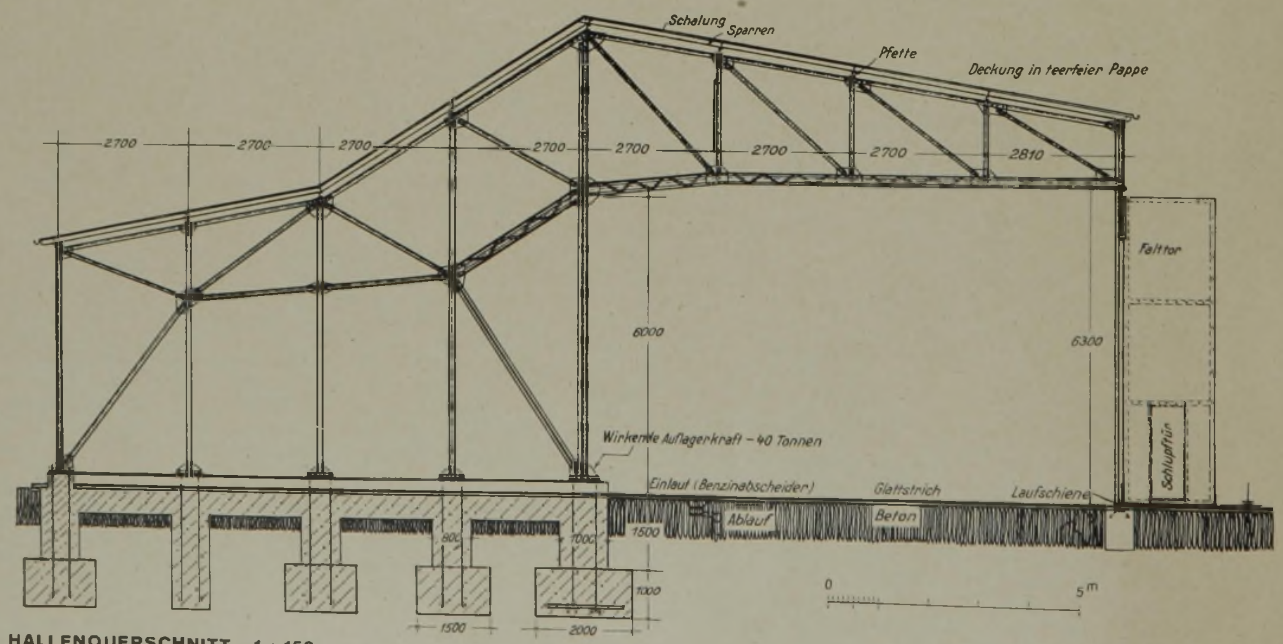 Schalung
Sparren
Pfette
Deckung in teerfeier Pappe
2700
2700
2700
2700
2700
2700
2700
2810
Falttor
6000
6300
Schlupftür
Wirkende Auflagerkraft - 40 Tonnen
Einlauf (Benzinabscheider)
Glattstrich
Laufschiene
Ablauf
Beton
1500
800
1000
1000
0
5 m
1500
2000
HALLENQUERSCHNITT 1 : 150